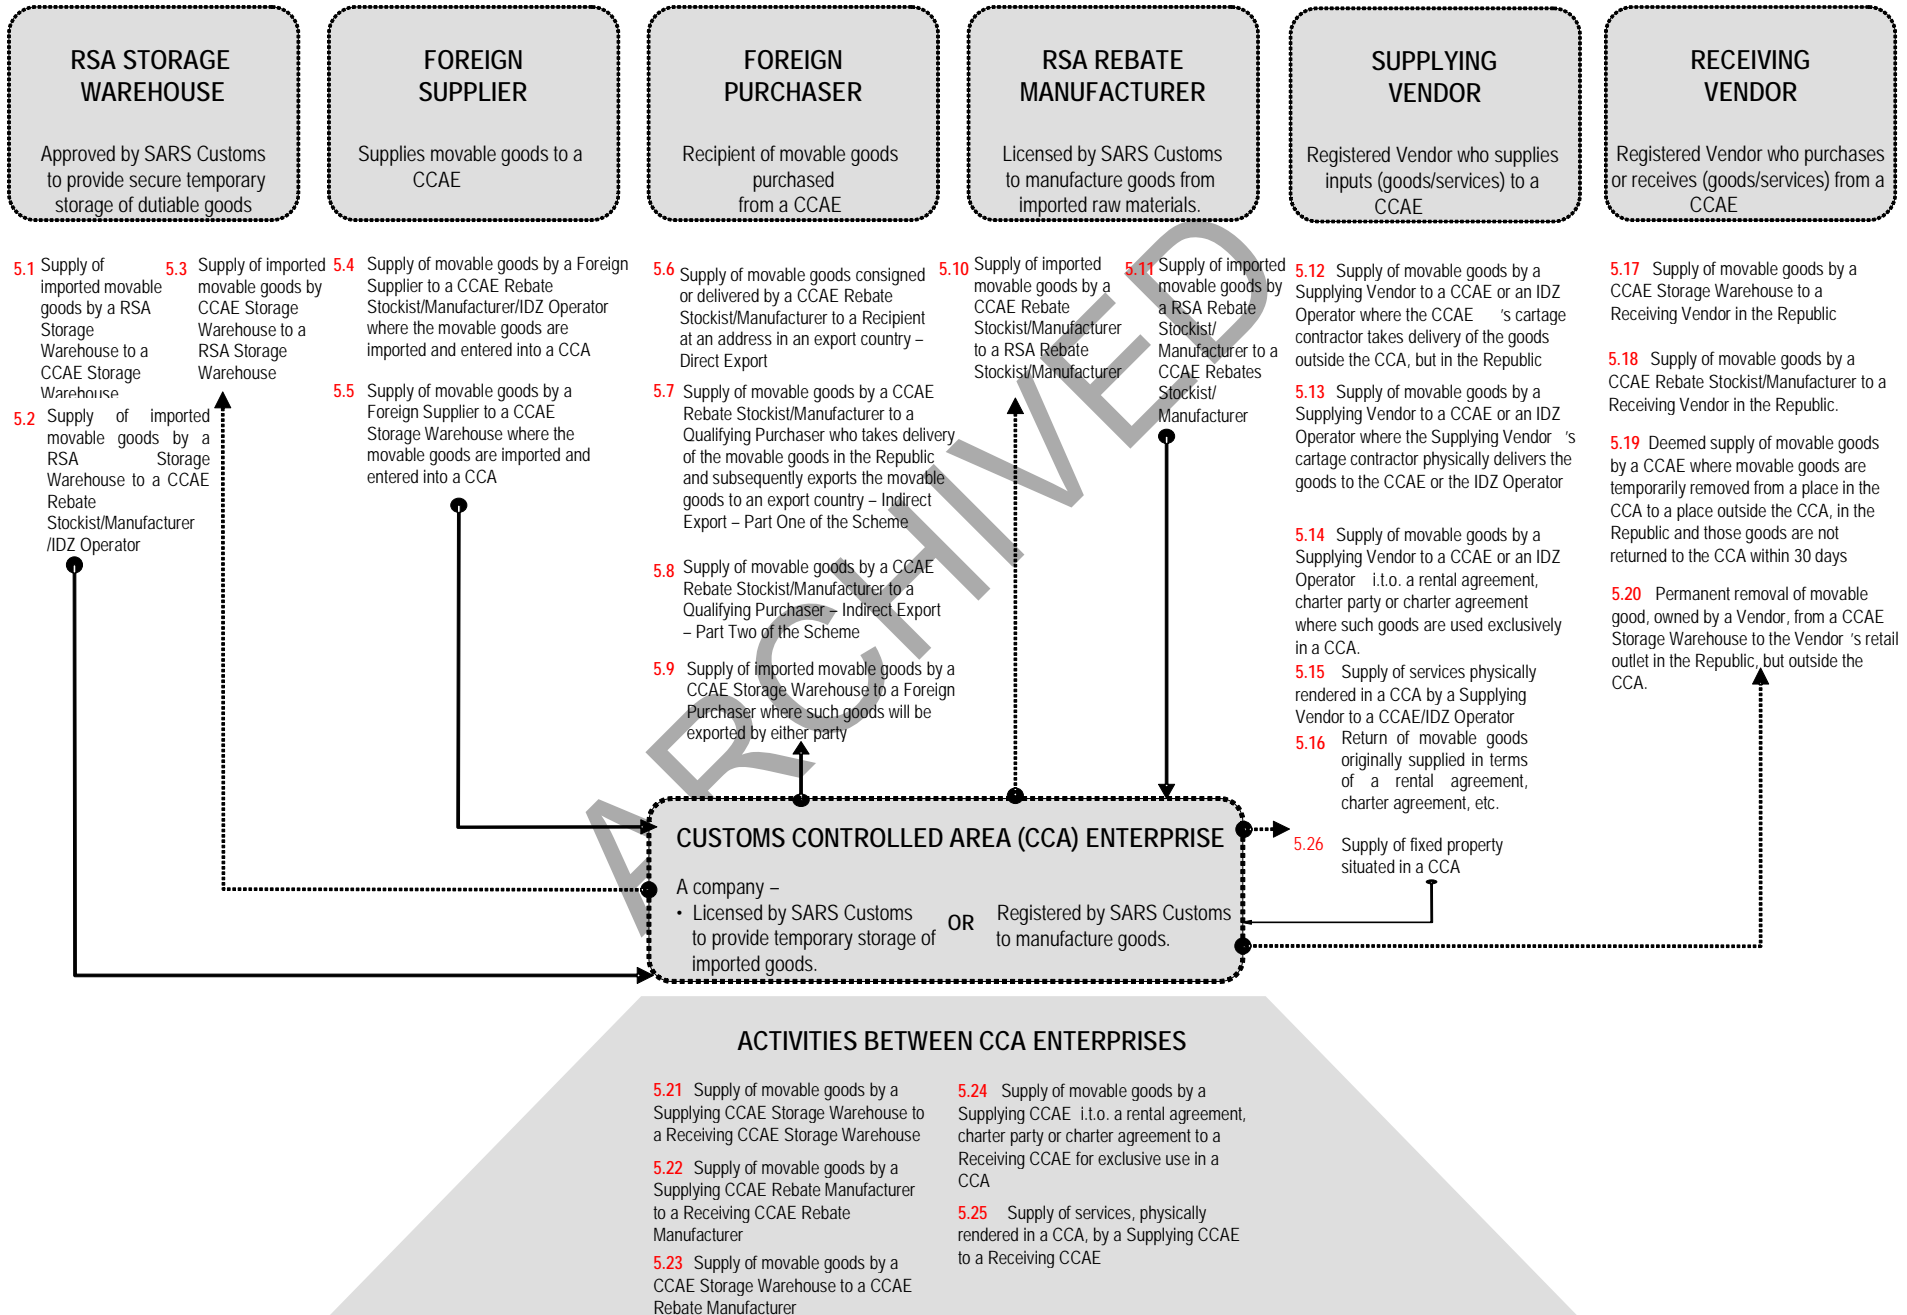 RSA STORAGE
WAREHOUSE
Approved by SARS Customs
to provide secure temporary
storage of dutiable goods
FOREIGN
SUPPLIER
Supplies movable goods to a
CCAE
FOREIGN
PURCHASER
Recipient of movable goods
purchased
from a CCAE
RSA REBATE
MANUFACTURER
Licensed by SARS Customs
to manufacture goods from
imported raw materials.
SUPPLYING
VENDOR
Registered Vendor who supplies
inputs (goods/services) to a
CCAE
RECEIVING
VENDOR
Registered Vendor who purchases
or receives (goods/services) from a
CCAE
5.1 Supply of
imported movable
goods by a RSA
Storage
Warehouse to a
CCAE Storage
Warehouse
5.2 Supply of imported
movable goods by a
RSA Storage
Warehouse to a CCAE
Rebate
Stockist/Manufacturer
/IDZ Operator
5.3 Supply of imported
movable goods by
CCAE Storage
Warehouse to a
RSA Storage
Warehouse
5.4 Supply of movable goods by a Foreign
Supplier to a CCAE Rebate
Stockist/Manufacturer/IDZ Operator
where the movable goods are
imported and entered into a CCA
5.5 Supply of movable goods by a
Foreign Supplier to a CCAE
Storage Warehouse where the
movable goods are imported and
entered into a CCA
5.6 Supply of movable goods consigned
or delivered by a CCAE Rebate
Stockist/Manufacturer to a Recipient
at an address in an export country –
Direct Export
5.7 Supply of movable goods by a CCAE
Rebate Stockist/Manufacturer to a
Qualifying Purchaser who takes delivery
of the movable goods in the Republic
and subsequently exports the movable
goods to an export country – Indirect
Export – Part One of the Scheme
5.8 Supply of movable goods by a CCAE
Rebate Stockist/Manufacturer to a
Qualifying Purchaser – Indirect Export
– Part Two of the Scheme
5.9 Supply of imported movable goods by a
CCAE Storage Warehouse to a Foreign
Purchaser where such goods will be
exported by either party
5.10 Supply of imported
movable goods by a
CCAE Rebate
Stockist/Manufacturer
to a RSA Rebate
Stockist/Manufacturer
5.11 Supply of imported
movable goods by
a RSA Rebate
Stockist/
Manufacturer to a
CCAE Rebates
Stockist/
Manufacturer
5.12 Supply of movable goods by a
Supplying Vendor to a CCAE or an IDZ
Operator where the CCAE 's cartage
contractor takes delivery of the goods
outside the CCA, but in the Republic
5.13 Supply of movable goods by a
Supplying Vendor to a CCAE or an IDZ
Operator where the Supplying Vendor 's
cartage contractor physically delivers the
goods to the CCAE or the IDZ Operator
5.14 Supply of movable goods by a
Supplying Vendor to a CCAE or an IDZ
Operator i.t.o. a rental agreement,
charter party or charter agreement
where such goods are used exclusively
in a CCA.
5.15 Supply of services physically
rendered in a CCA by a Supplying
Vendor to a CCAE/IDZ Operator
5.16 Return of movable goods
originally supplied in terms
of a rental agreement,
charter agreement, etc.
5.26 Supply of fixed property
situated in a CCA
5.17 Supply of movable goods by a
CCAE Storage Warehouse to a
Receiving Vendor in the Republic
5.18 Supply of movable goods by a
CCAE Rebate Stockist/Manufacturer to a
Receiving Vendor in the Republic.
5.19 Deemed supply of movable goods
by a CCAE where movable goods are
temporarily removed from a place in the
CCA to a place outside the CCA, in the
Republic and those goods are not
returned to the CCA within 30 days
5.20 Permanent removal of movable
good, owned by a Vendor, from a CCAE
Storage Warehouse to the Vendor 's retail
outlet in the Republic, but outside the
CCA.
ARCHIVED
CUSTOMS CONTROLLED AREA (CCA) ENTERPRISE
A company –
• Licensed by SARS Customs
to provide temporary storage of
imported goods.
OR
Registered by SARS Customs
to manufacture goods.
ACTIVITIES BETWEEN CCA ENTERPRISES
5.21 Supply of movable goods by a
Supplying CCAE Storage Warehouse to
a Receiving CCAE Storage Warehouse
5.22 Supply of movable goods by a
Supplying CCAE Rebate Manufacturer
to a Receiving CCAE Rebate
Manufacturer
5.23 Supply of movable goods by a
CCAE Storage Warehouse to a CCAE
Rebate Manufacturer
5.24 Supply of movable goods by a
Supplying CCAE i.t.o. a rental agreement,
charter party or charter agreement to a
Receiving CCAE for exclusive use in a
CCA
5.25 Supply of services, physically
rendered in a CCA, by a Supplying CCAE
to a Receiving CCAE